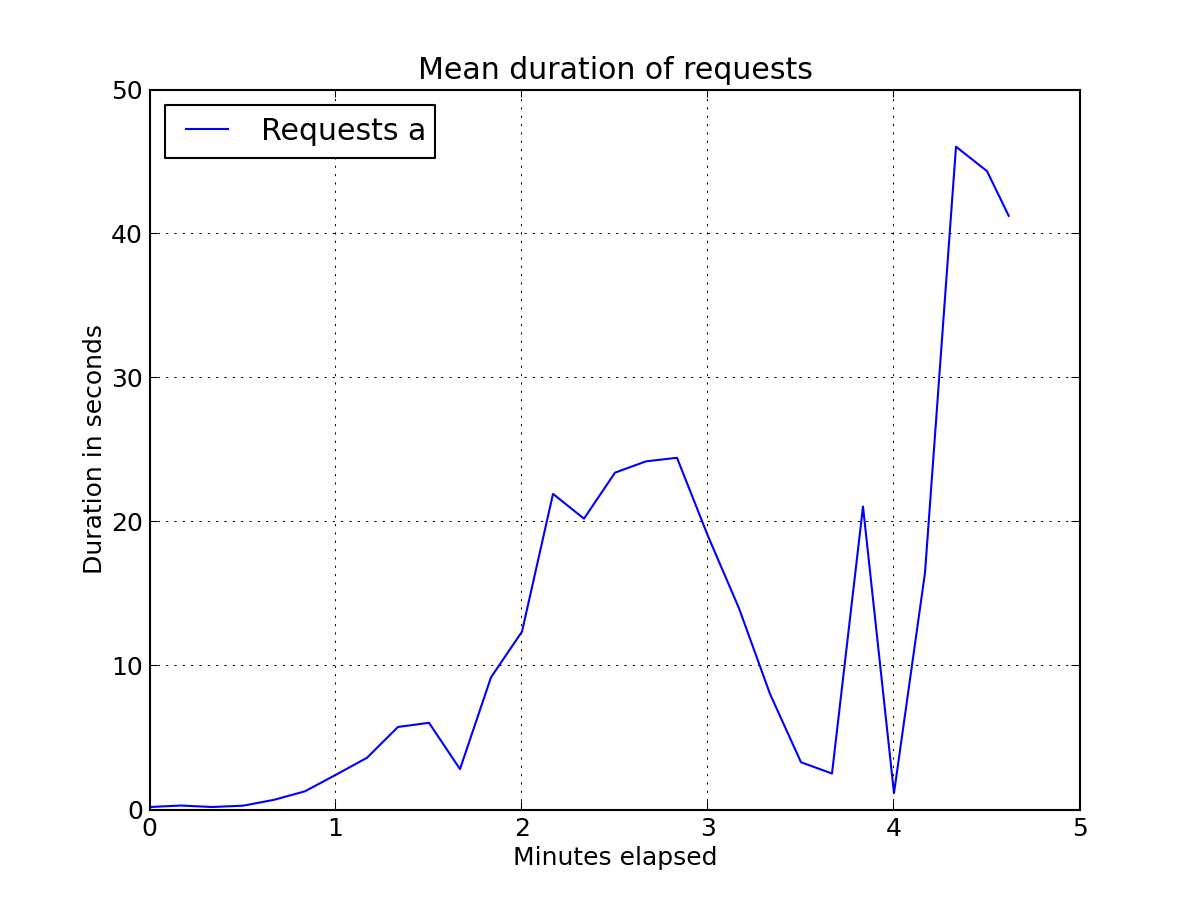 Mean duration of requests
Requests a
50
40
30
20
10
0
Duration in seconds
0 1 2 3 4 5
Minutes elapsed